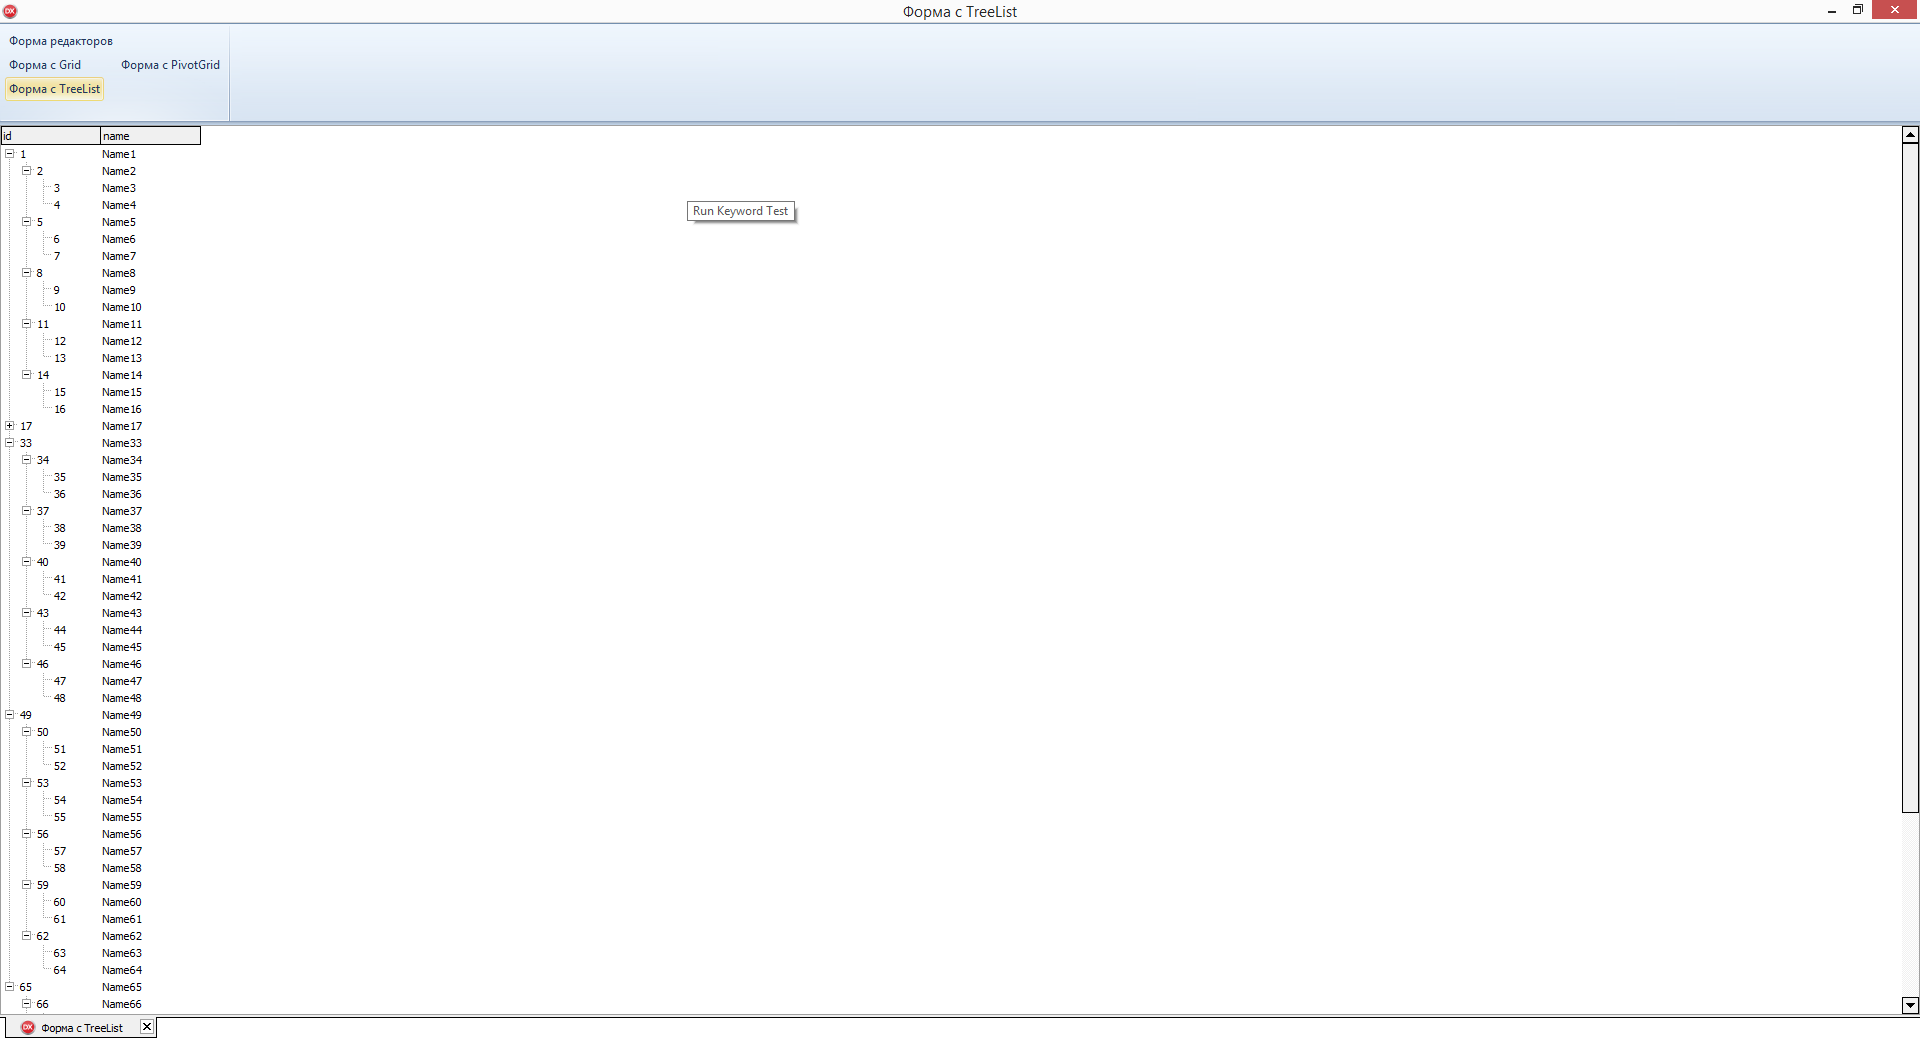 DX Форма с TreeList
Форма редакторов
Форма с Grid Форма с PivotGrid
Форма с TreeList
id name
1 Name1
2 Name2
3 Name3
4 Name4
Run Keyword Test
5 Name5
6 Name6
7 Name7
8 Name8
9 Name9
10 Name10
11 Name11
12 Name12
13 Name13
14 Name14
15 Name15
16 Name16
17 Name17
33 Name33
34 Name34
35 Name35
36 Name36
37 Name37
38 Name38
39 Name39
40 Name40
41 Name41
42 Name42
43 Name43
44 Name44
45 Name45
46 Name46
47 Name47
48 Name48
49 Name49
50 Name50
51 Name51
52 Name52
53 Name53
54 Name54
55 Name55
56 Name56
57 Name57
58 Name58
59 Name59
60 Name60
61 Name61
62 Name62
63 Name63
64 Name64
65 Name65
66 Name66
DX Форма с TreeList